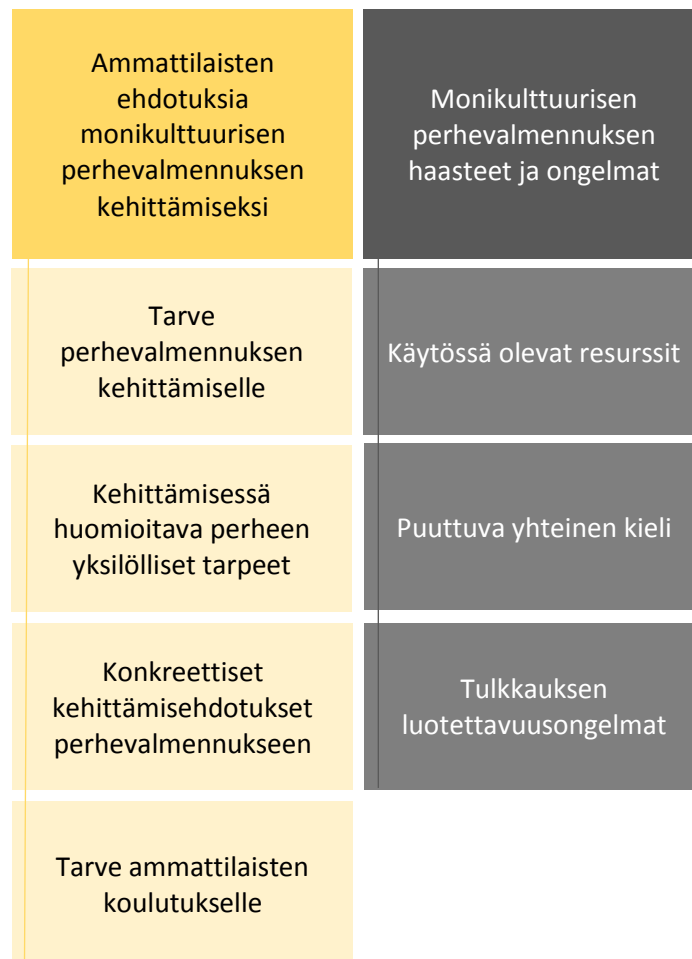 Ammattilaisten
ehdotuksia
monikulttuurisen
perhevalmennuksen
kehittämiseksi
Tarve
perhevalmennuksen
kehittämiselle
Kehittämisessä
huomioitava perheen
yksilölliset tarpeet
Konkreettiset
kehittämisehdotukset
perhevalmennukseen
Tarve ammattilaisten
koulutukselle
Monikulttuurisen
perhevalmennuksen
haasteet ja ongelmat
Käytössä olevat resurssit
Puuttuva yhteinen kieli
Tulkkauksen
luotettavuusongelmat